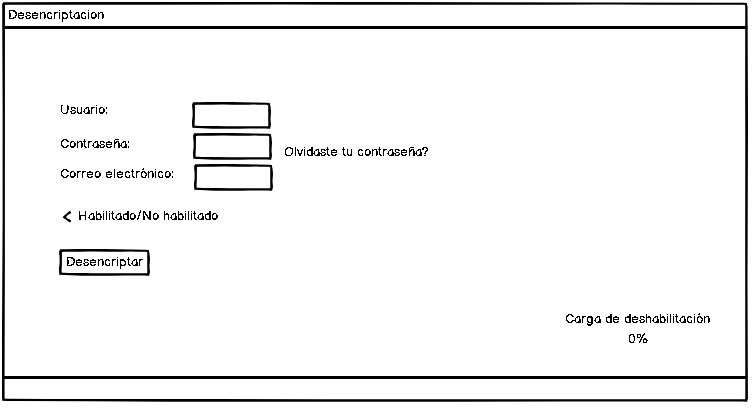 Desencriptacion
Usuario:
Contraseña:
Olvidaste tu contraseña?
Correo electrónico:
< Habilitado/No habilitado
Desencriptar
Carga de deshabilitación
0%